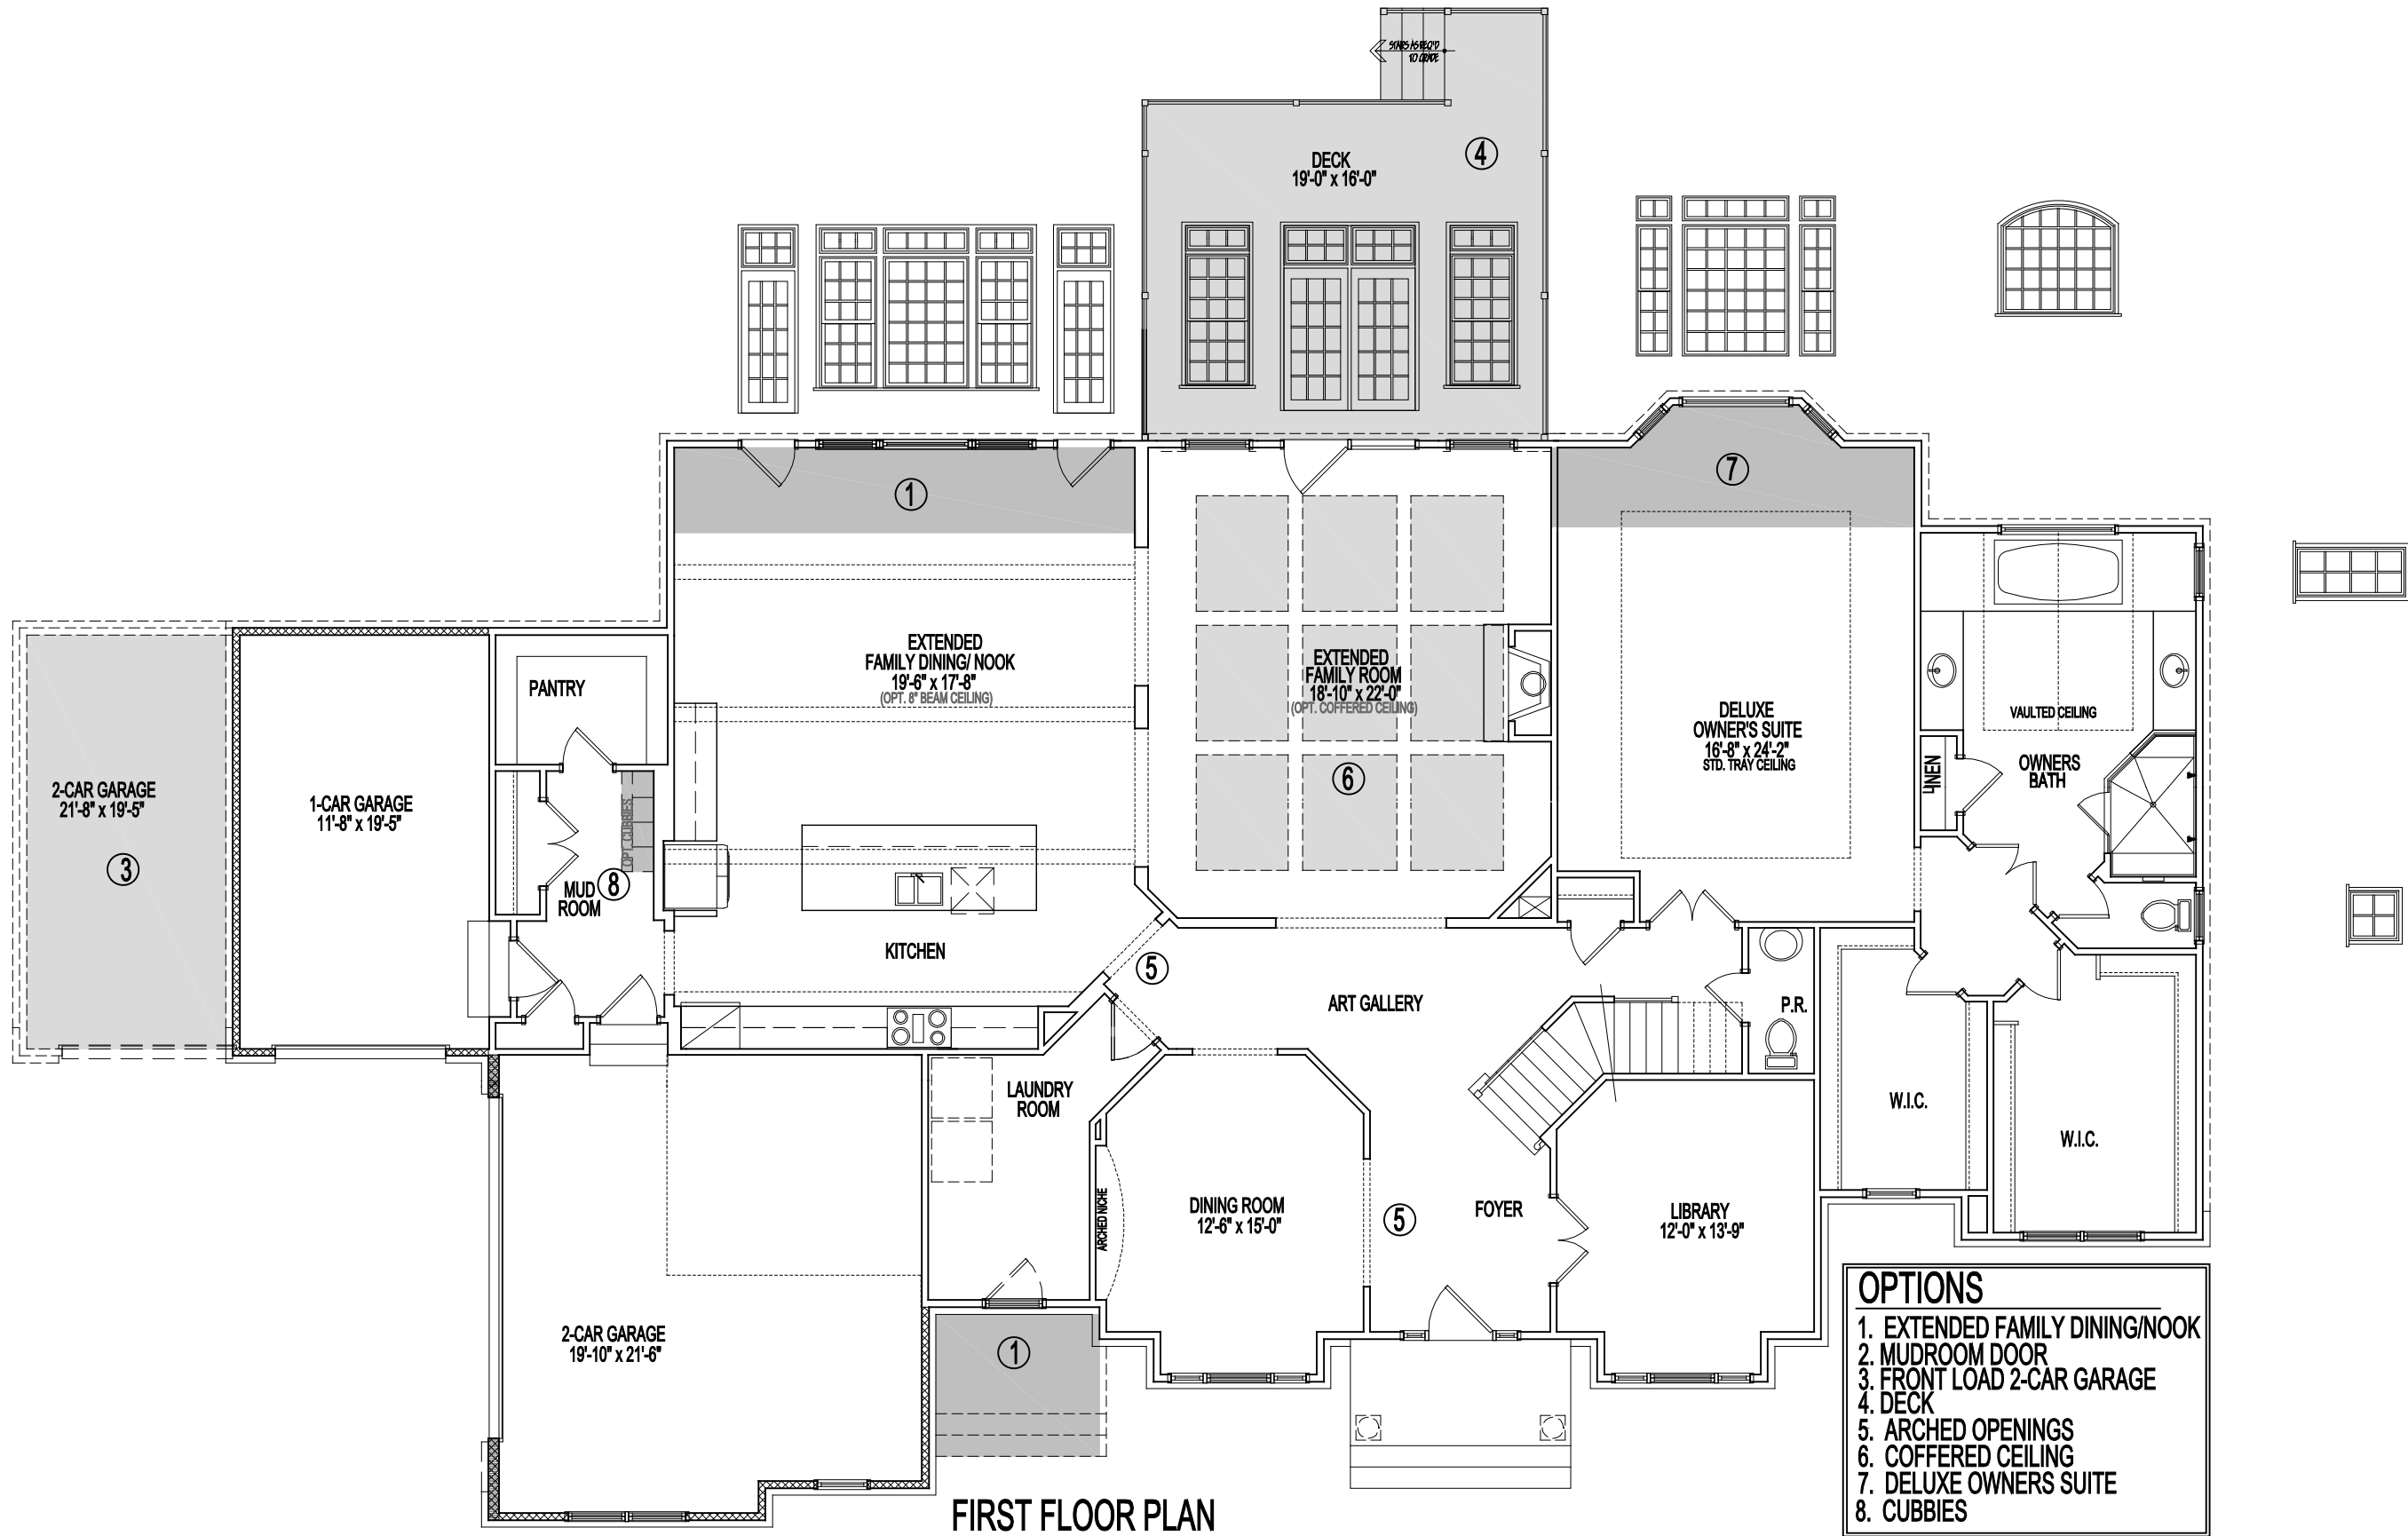 STAIRS AS REQ'D
TO GRADE
DECK
19'-0" x 16'-0"
4
1
7
EXTENDED
FAMILY DINING/ NOOK
19'-6" x 17'-8"
(OPT. 8" BEAM CEILING)
EXTENDED
FAMILY ROOM
18'-10" x 22'-0"
(OPT. COFFERED CEILING)
6
PANTRY
DELUXE
OWNER'S SUITE
16'-8" x 24'-2"
STD. TRAY CEILING
VAULTED CEILING
OWNERS
BATH
LINEN
2-CAR GARAGE
21'-8" x 19'-5"
3
1-CAR GARAGE
11'-8" x 19'-5"
OPT. CUBBIES
MUD
ROOM
8
KITCHEN
5
ART GALLERY
P.R.
W.I.C.
W.I.C.
LAUNDRY
ROOM
ARCHED NICHE
DINING ROOM
12'-6" x 15'-0"
5
FOYER
LIBRARY
12'-0" x 13'-9"
2-CAR GARAGE
19'-10" x 21'-6"
1
OPTIONS
1. EXTENDED FAMILY DINING/NOOK
2. MUDROOM DOOR
3. FRONT LOAD 2-CAR GARAGE
4. DECK
5. ARCHED OPENINGS
6. COFFERED CEILING
7. DELUXE OWNERS SUITE
8. CUBBIES
FIRST FLOOR PLAN